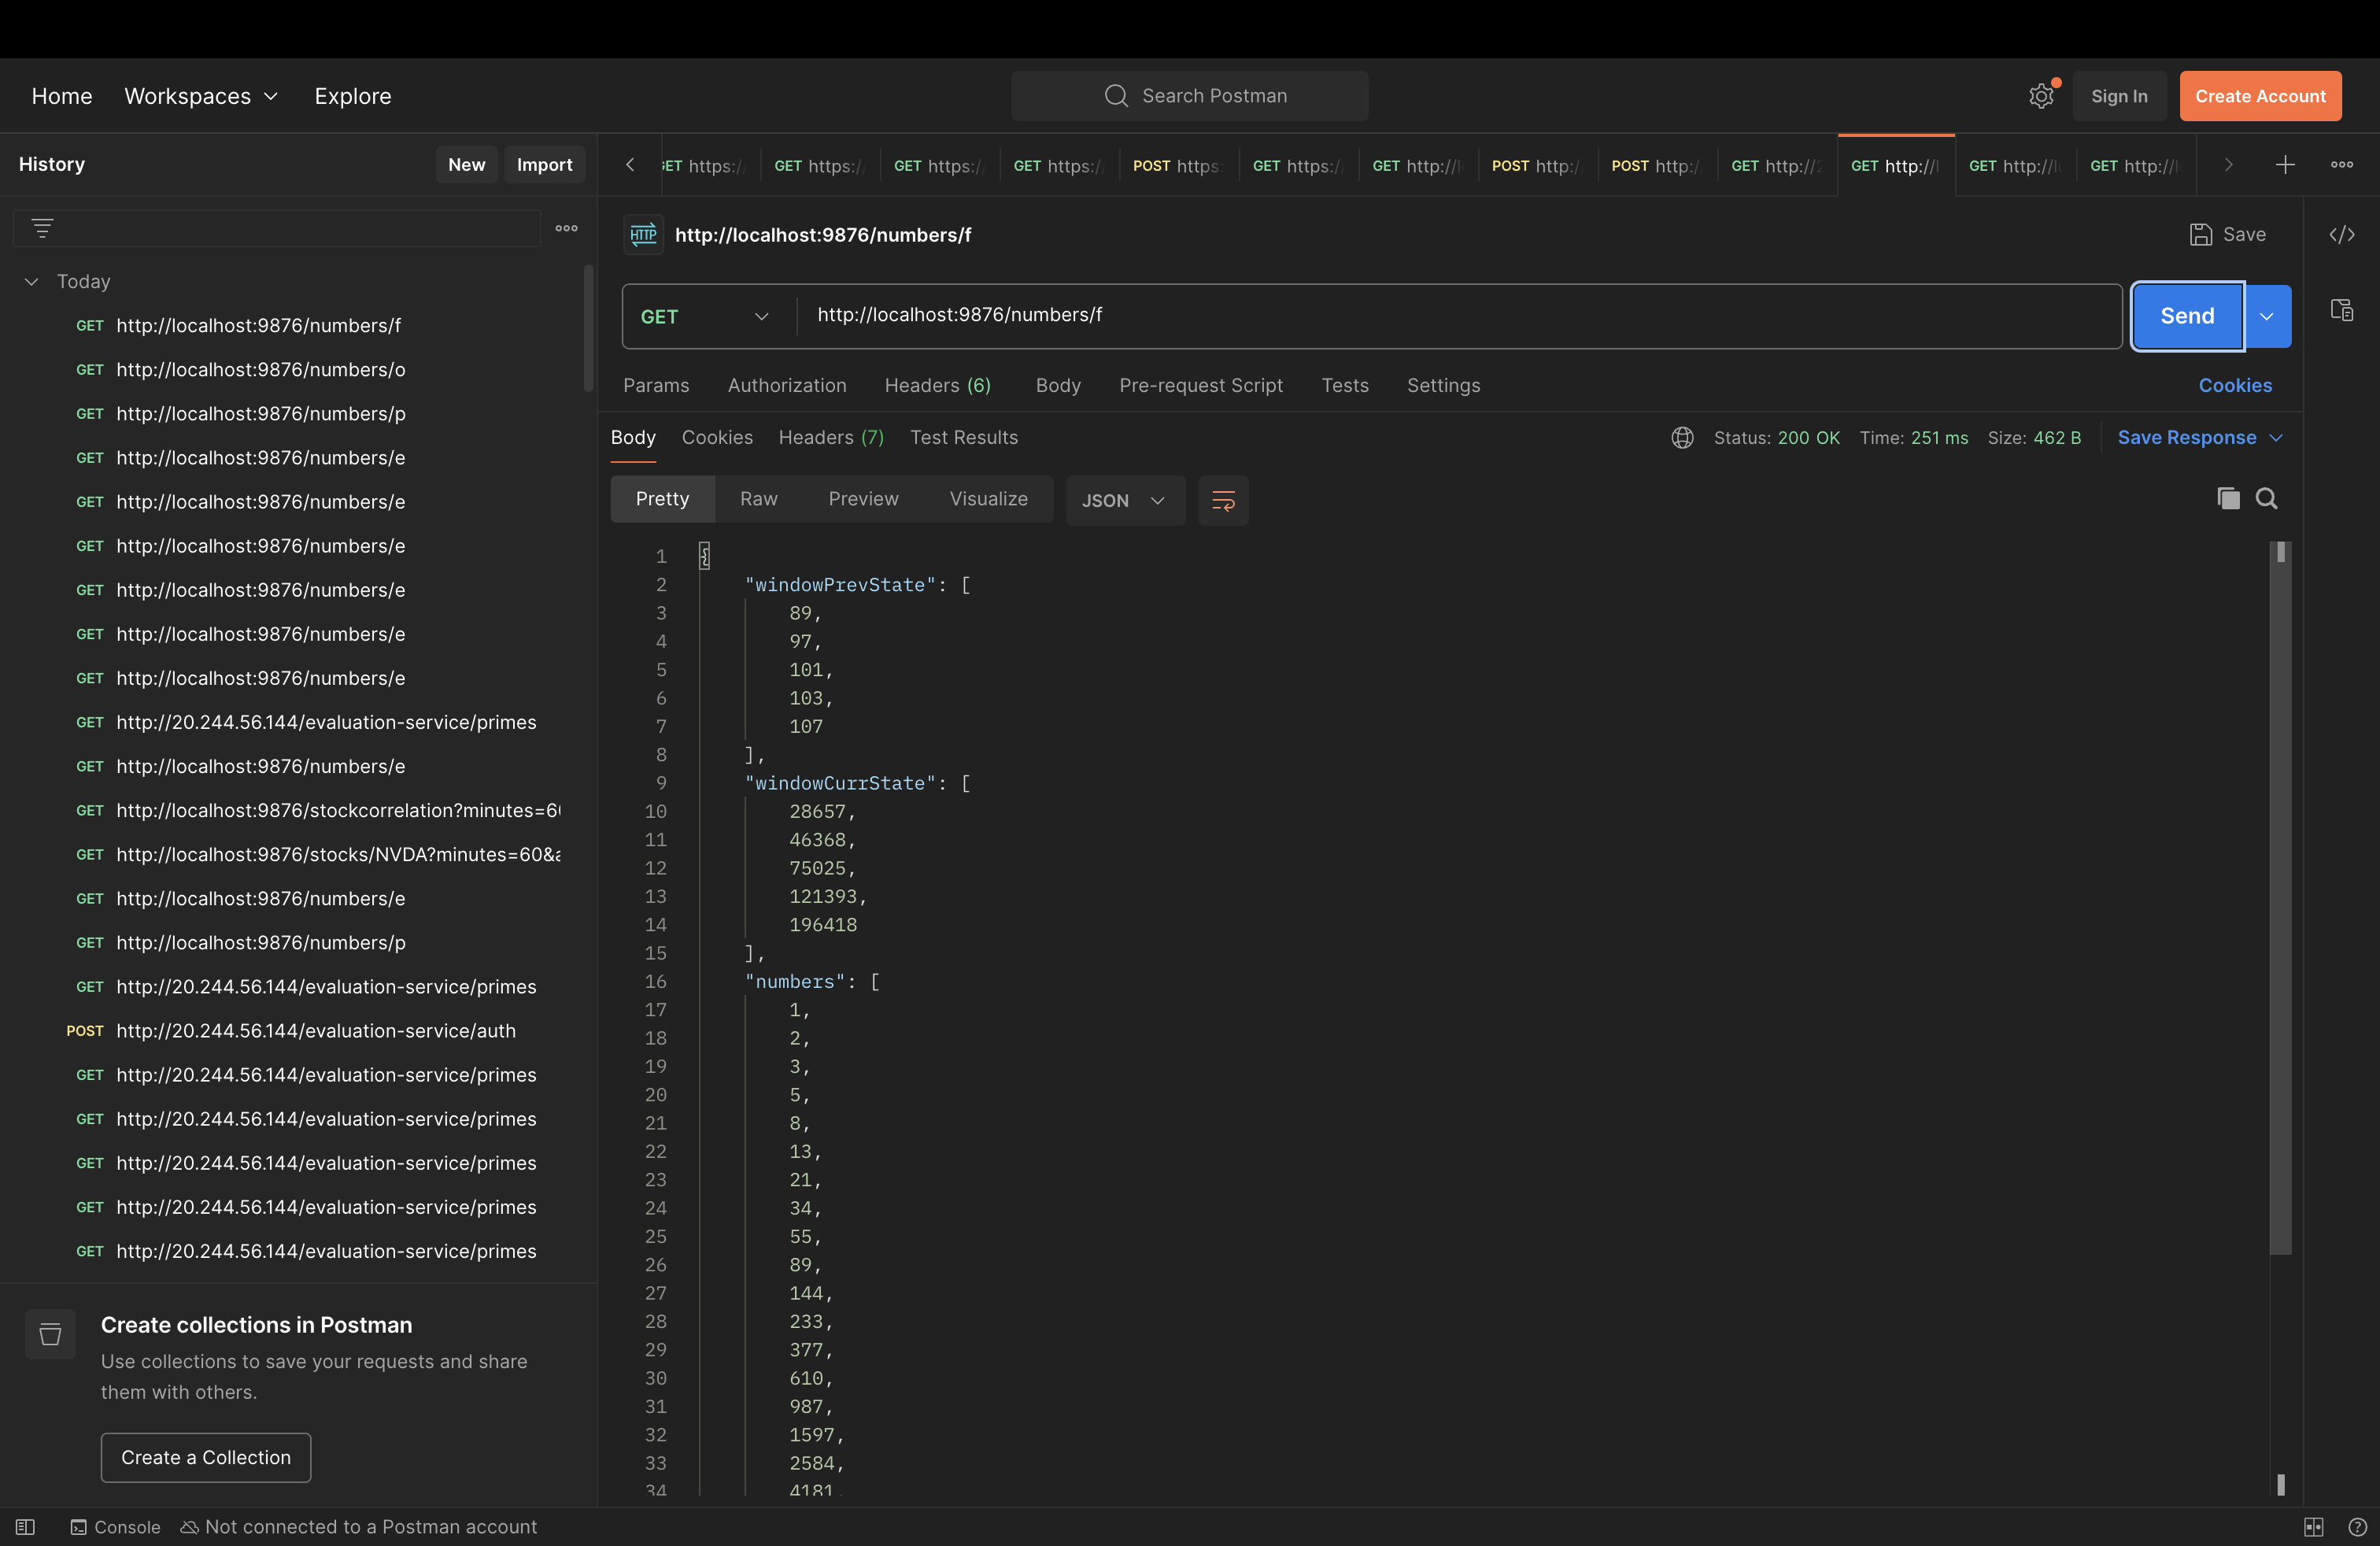 Home Workspaces Explore
Search Postman
Sign In Create Account
History New Import
GET https:/ GET https:/ GET https:/ POST https: GET https:/ GET http://l POST http:/ POST http:/ GET http://2 GET http://l GET http://l GET http://l
Today
GET http://localhost:9876/numbers/f
GET http://localhost:9876/numbers/o
GET http://localhost:9876/numbers/p
GET http://localhost:9876/numbers/e
GET http://localhost:9876/numbers/e
GET http://localhost:9876/numbers/e
GET http://localhost:9876/numbers/e
GET http://localhost:9876/numbers/e
GET http://localhost:9876/numbers/e
GET http://20.244.56.144/evaluation-service/primes
GET http://localhost:9876/numbers/e
GET http://localhost:9876/stockcorrelation?minutes=6
GET http://localhost:9876/stocks/NVDA?minutes=60&a
GET http://localhost:9876/numbers/e
GET http://localhost:9876/numbers/p
GET http://20.244.56.144/evaluation-service/primes
POST http://20.244.56.144/evaluation-service/auth
GET http://20.244.56.144/evaluation-service/primes
GET http://20.244.56.144/evaluation-service/primes
GET http://20.244.56.144/evaluation-service/primes
GET http://20.244.56.144/evaluation-service/primes
GET http://20.244.56.144/evaluation-service/primes
Create collections in Postman
Use collections to save your requests and share
them with others.
Create a Collection
HTTP http://localhost:9876/numbers/f Save
GET http://localhost:9876/numbers/f Send
Params Authorization Headers (6) Body Pre-request Script Tests Settings Cookies
Body Cookies Headers (7) Test Results Status: 200 OK Time: 251 ms Size: 462 B Save Response
Pretty Raw Preview Visualize JSON
1 {
2 "windowPrevState": [
3 89,
4 97,
5 101,
6 103,
7 107
8 ],
9 "windowCurrState": [
10 28657,
11 46368,
12 75025,
13 121393,
14 196418
15 ],
16 "numbers": [
17 1,
18 2,
19 3,
20 5,
21 8,
22 13,
23 21,
24 34,
25 55,
26 89,
27 144,
28 233,
29 377,
30 610,
31 987,
32 1597,
33 2584,
34 4181,
Console Not connected to a Postman account